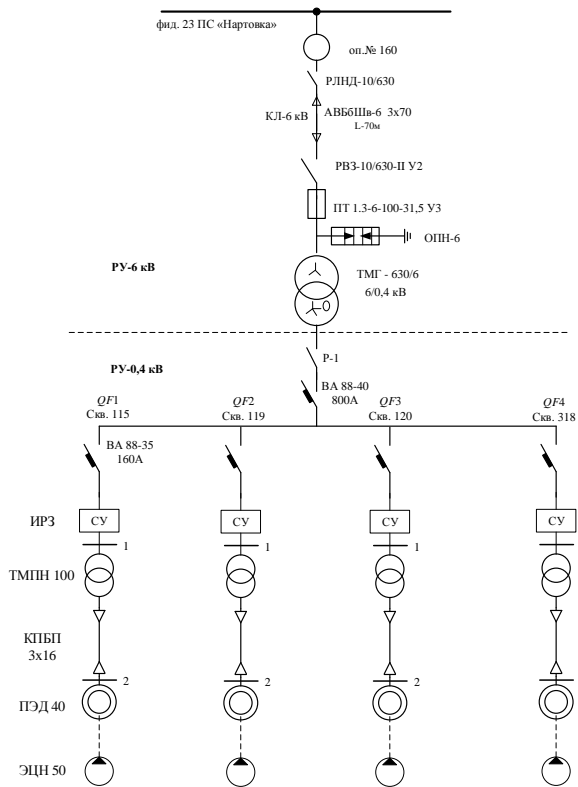 фид. 23 ПС «Нартовка»
оп.№ 160
РЛНД-10/630
КЛ-6 кВ
АВБбШв-6 3х70
L-70м
РВЗ-10/630-II У2
ПТ 1.3-6-100-31,5 У3
ОПН-6
РУ-6 кВ
ТМГ - 630/6
6/0,4 кВ
РУ-0,4 кВ
Р-1
ВА 88-40
800А
QF1
Скв. 115
QF2
Скв. 119
QF3
Скв. 120
QF4
Скв. 318
ВА 88-35
160А
ИРЗ
СУ
СУ
СУ
СУ
1
1
1
ТМПН 100
КПБП
3х16
2
2
2
ПЭД 40
ЭЦН 50